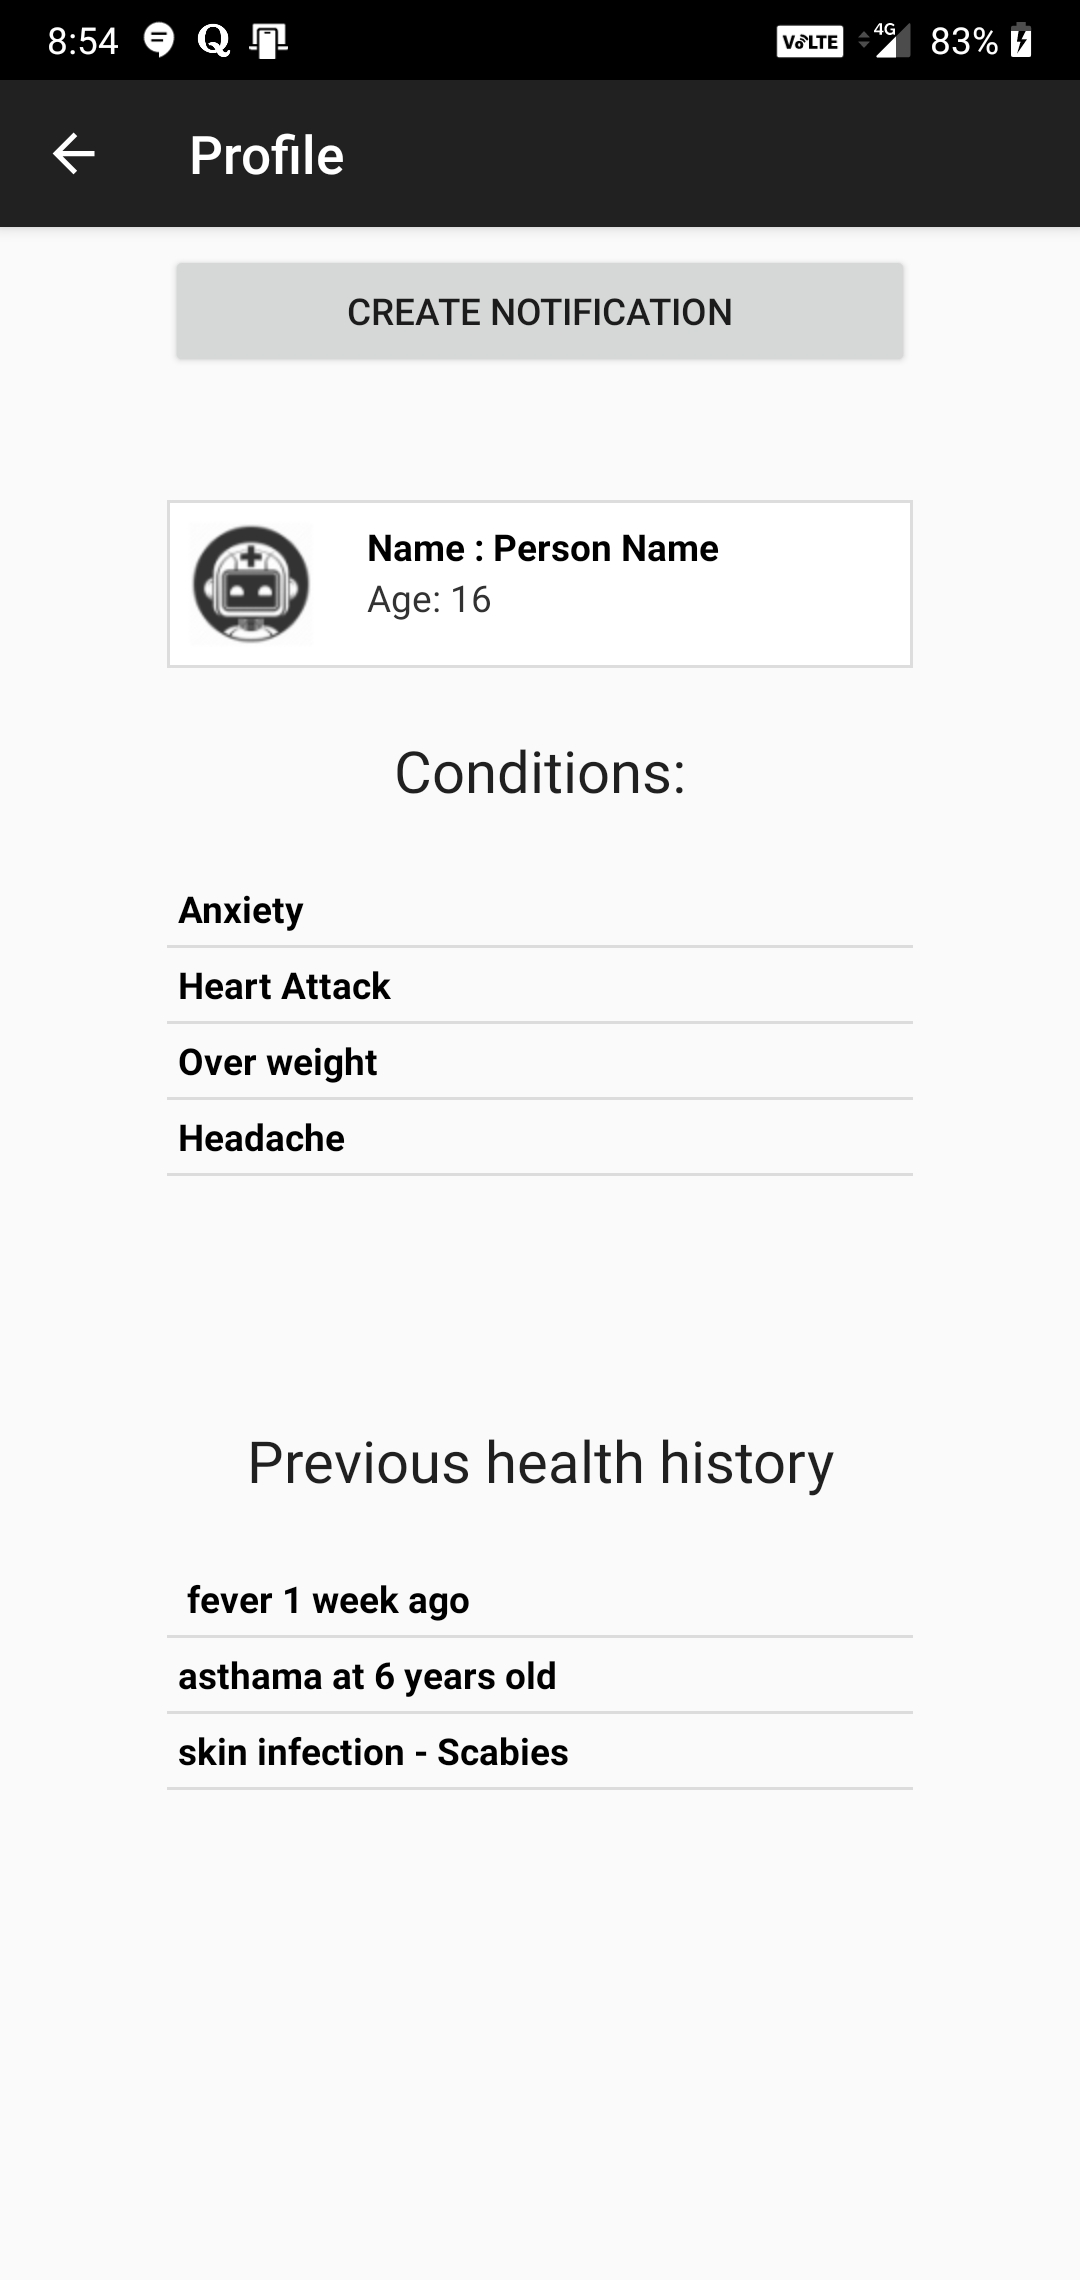 8:54 Q VoLTE 4G 83%
Profile
CREATE NOTIFICATION
Name : Person Name
Age: 16
Conditions:
Anxiety
Heart Attack
Over weight
Headache
Previous health history
fever 1 week ago
asthama at 6 years old
skin infection - Scabies